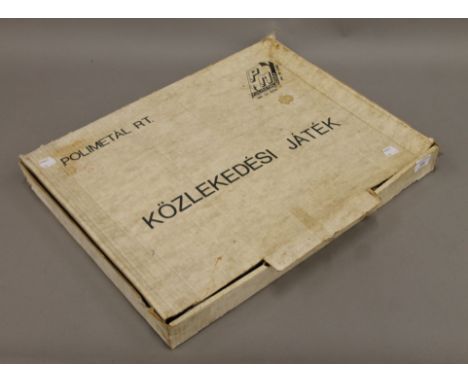 POLIMETAL RT.
KÖZLEKEDÉSI JÁTÉK